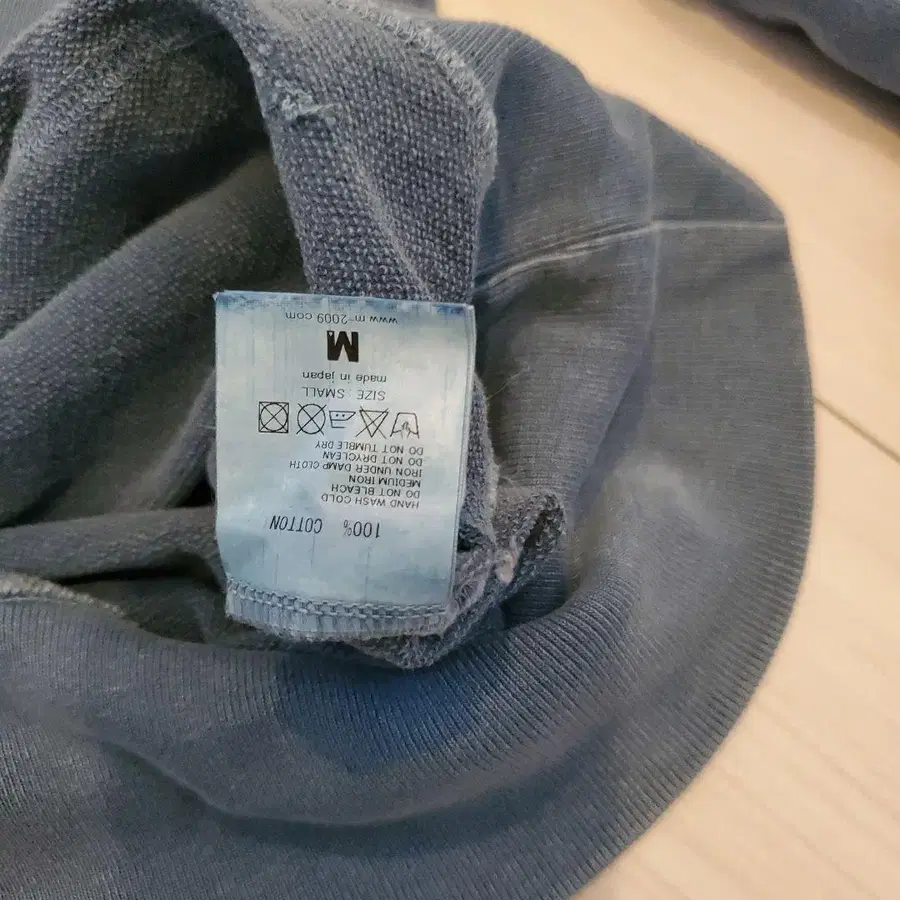 100% COTTON
HAND WASH COLD
DO NOT BLEACH
MEDIUM IRON
IRON UNDER DAMP CLOTH
DO NOT DRYCLEAN
DO NOT TUMBLE DRY
SIZE : SMALL
made in japan
M
www.m-2009.com